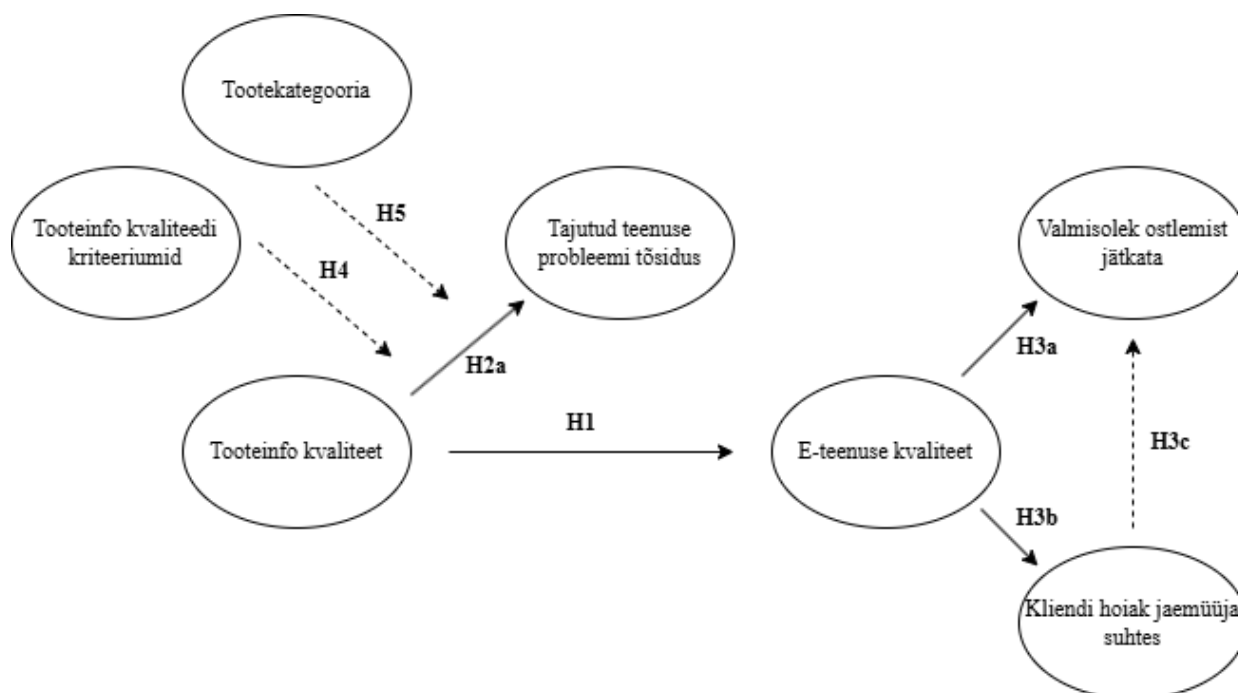 Tootekategooria
Tooteinfo kvaliteedi
kriteeriumid
H5
H4
Tajutud teenuse
probleemi tõsidus
Valmisolek ostlemist
jätkata
H2a
H3a
H1
Tooteinfo kvaliteet
E-teenuse kvaliteet
H3c
H3b
Kliendi hoiak jaemüüja
suhtes